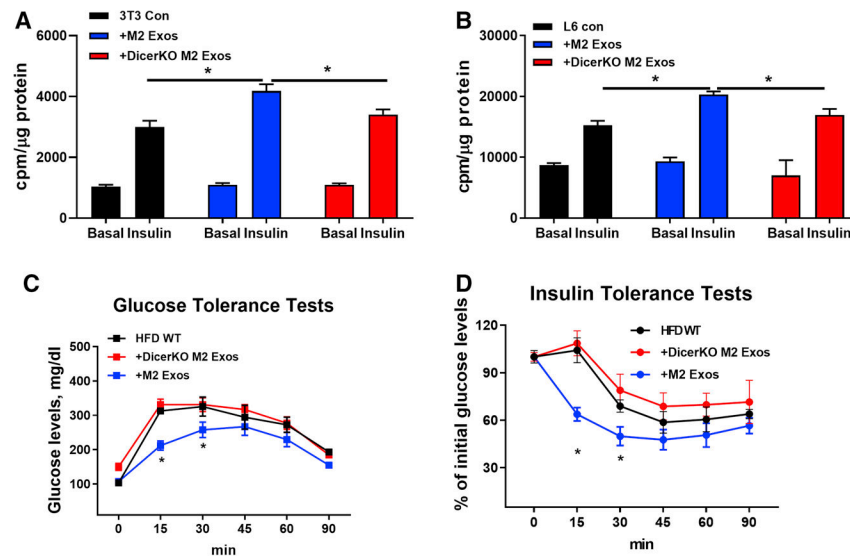 A
3T3 Con
+M2 Exos
+DicerKO M2 Exos
6000
4000
2000
0
cpm/µg protein
*
*
Basal Insulin Basal Insulin Basal Insulin
B
L6 con
+M2 Exos
+DicerKO M2 Exos
30000
20000
10000
0
cpm/µg protein
*
*
Basal Insulin Basal Insulin Basal Insulin
C
Glucose Tolerance Tests
HFD WT
+DicerKO M2 Exos
+M2 Exos
500
400
300
200
100
Glucose levels, mg/dl
*
*
0 15 30 45 60 90
min
D
Insulin Tolerance Tests
HFDWT
+DicerKO M2 Exos
+M2 Exos
120
90
60
30
% of initial glucose levels
*
*
0 15 30 45 60 90
min